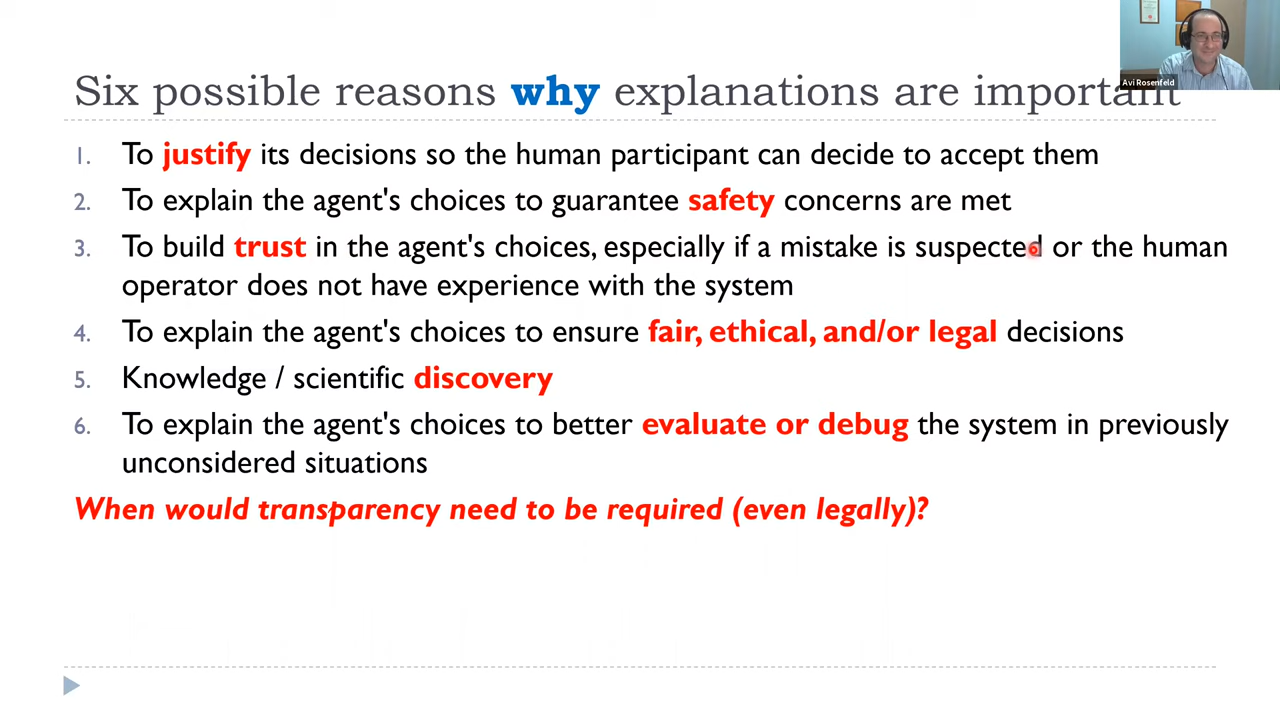 Avi Rosenfeld
Six possible reasons why explanations are important
1. To justify its decisions so the human participant can decide to accept them
2. To explain the agent's choices to guarantee safety concerns are met
3. To build trust in the agent's choices, especially if a mistake is suspected or the human
operator does not have experience with the system
4. To explain the agent's choices to ensure fair, ethical, and/or legal decisions
5. Knowledge / scientific discovery
6. To explain the agent's choices to better evaluate or debug the system in previously
unconsidered situations
When would transparency need to be required (even legally)?